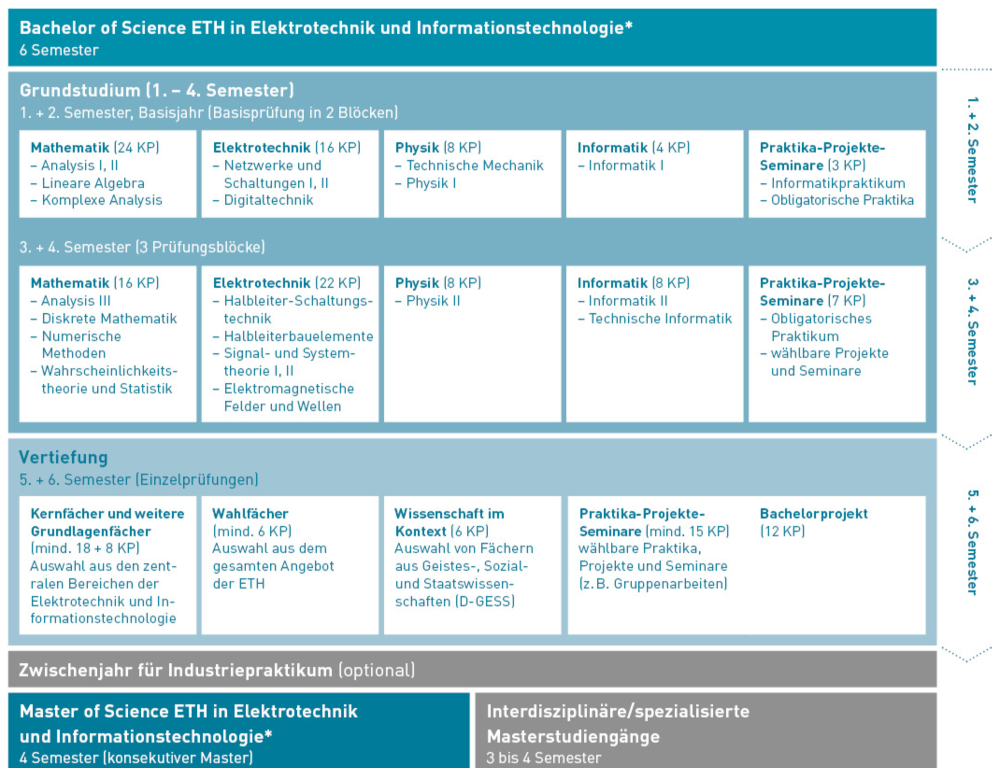 Bachelor of Science ETH in Elektrotechnik und Informationstechnologie*
6 Semester
Grundstudium (1. – 4. Semester)
1. + 2. Semester, Basisjahr (Basisprüfung in 2 Blöcken)
Mathematik (24 KP)
– Analysis I, II
– Lineare Algebra
– Komplexe Analysis
Elektrotechnik (16 KP)
– Netzwerke und
Schaltungen I, II
– Digitaltechnik
Physik (8 KP)
– Technische Mechanik
– Physik I
Informatik (4 KP)
– Informatik I
Praktika-Projekte-
Seminare (3 KP)
– Informatikpraktikum
– Obligatorische Praktika
1. + 2. Semester
3. + 4. Semester (3 Prüfungsblöcke)
Mathematik (16 KP)
– Analysis III
– Diskrete Mathematik
– Numerische
Methoden
– Wahrscheinlichkeits-
theorie und Statistik
Elektrotechnik (22 KP)
– Halbleiter-Schaltungs-
technik
– Halbleiterbauelemente
– Signal- und System-
theorie I, II
– Elektromagnetische
Felder und Wellen
Physik (8 KP)
– Physik II
Informatik (8 KP)
– Informatik II
– Technische Informatik
Praktika-Projekte-
Seminare (7 KP)
– Obligatorisches
Praktikum
– wählbare Projekte
und Seminare
3. + 4. Semester
Vertiefung
5. + 6. Semester (Einzelprüfungen)
Kernfächer und weitere
Grundlagenfächer
(mind. 18 + 8 KP)
Auswahl aus den zent-
ralen Bereichen der
Elektrotechnik und In-
formationstechnologie
Wahlfächer
(mind. 6 KP)
Auswahl aus dem
gesamten Angebot
der ETH
Wissenschaft im
Kontext (6 KP)
Auswahl von Fächern
aus Geistes-, Sozial-
und Staatswissen-
schaften (D-GESS)
Praktika-Projekte-
Seminare (mind. 15 KP)
wählbare Praktika,
Projekte und Seminare
(z.B. Gruppenarbeiten)
Bachelorprojekt
(12 KP)
5. + 6. Semester
Zwischenjahr für Industriepraktikum (optional)
Master of Science ETH in Elektrotechnik
und Informationstechnologie*
4 Semester (konsekutiver Master)
Interdisziplinäre/spezialisierte
Masterstudiengänge
3 bis 4 Semester